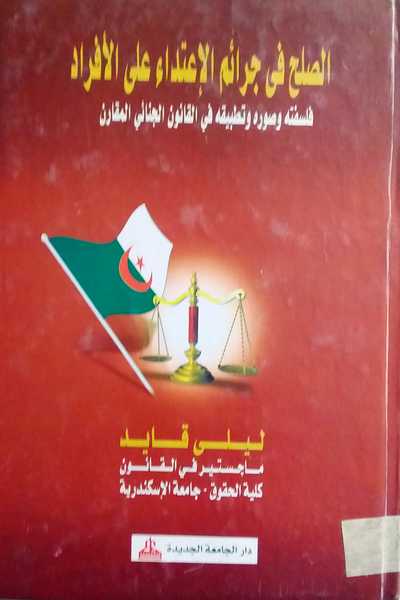 الصلح فى جرائم الإعتداء على الأفراد
فلسفته وصوره وتطبيقه في القانون الجنائي المقارن
ليلى قايد
ماجستير في القانون
كلية الحقوق - جامعة الإسكندرية
دار الجامعة الجديدة